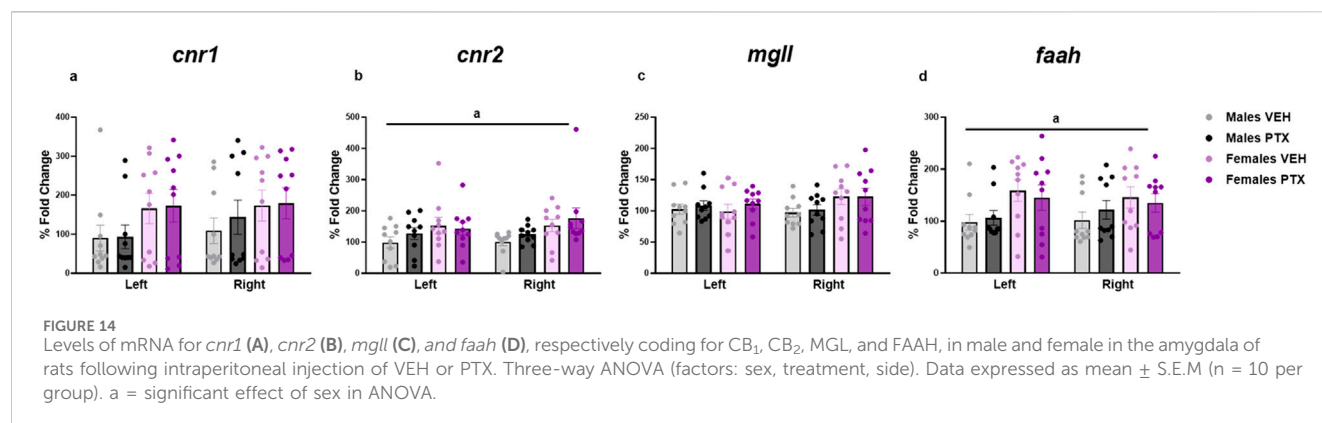 cnr1 cnr2 mgll faah
a b c d
a a
400 500 250 300
300 400 200 200
200 300 150 100
100 200 100 0
0 100 50
0 0
% Fold Change % Fold Change % Fold Change % Fold Change
Left Right Left Right Left Right Left Right
Males VEH
Males PTX
Females VEH
Females PTX
FIGURE 14
Levels of mRNA for cnr1 (A), cnr2 (B), mgll (C), and faah (D), respectively coding for CB₁, CB₂, MGL, and FAAH, in male and female in the amygdala of
rats following intraperitoneal injection of VEH or PTX. Three-way ANOVA (factors: sex, treatment, side). Data expressed as mean ± S.E.M (n = 10 per
group). a = significant effect of sex in ANOVA.